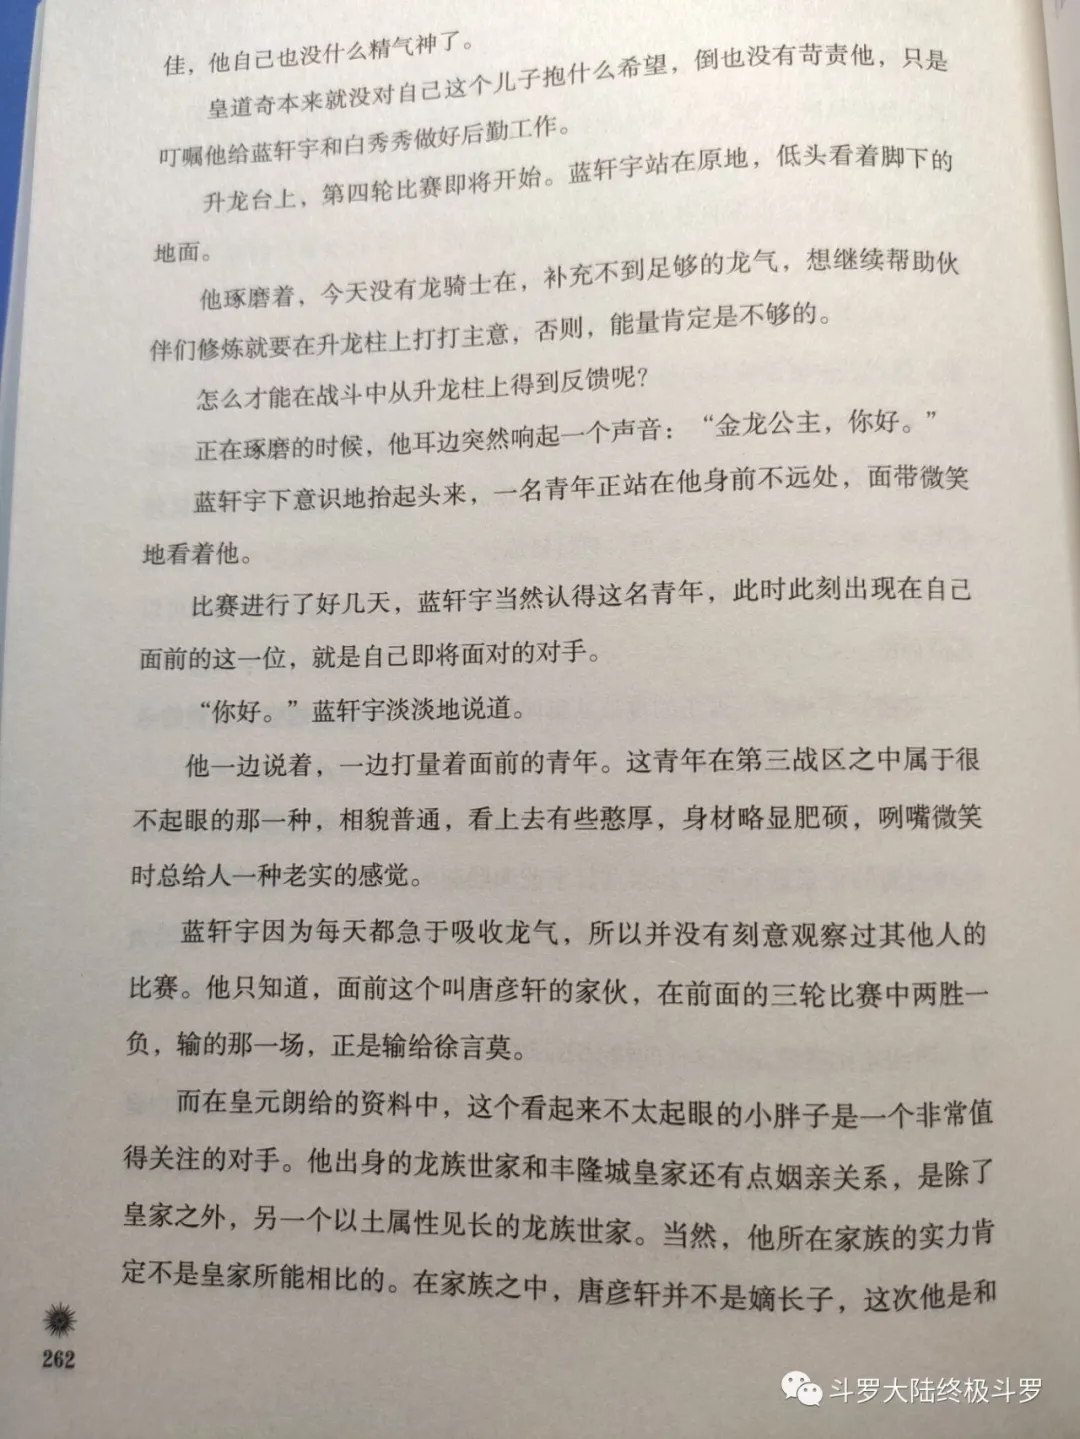 佳，他自己也没什么精气神了。
皇道奇本来就没对自己这个儿子抱什么希望，倒也没有苛责他，只是
叮嘱他给蓝轩宇和白秀秀做好后勤工作。
升龙台上，第四轮比赛即将开始。蓝轩宇站在原地，低头看着脚下的
地面。
他琢磨着，今天没有龙骑士在，补充不到足够的龙气，想继续帮助伙
伴们修炼就要在升龙柱上打打主意，否则，能量肯定是不够的。
怎么才能在战斗中从升龙柱上得到反馈呢？
正在琢磨的时候，他耳边突然响起一个声音：“金龙公主，你好。”
蓝轩宇下意识地抬起头来，一名青年正站在他身前不远处，面带微笑
地看着他。
比赛进行了好几天，蓝轩宇当然认得这名青年，此时此刻出现在自己
面前的这一位，就是自己即将面对的对手。
“你好。”蓝轩宇淡淡地说道。
他一边说着，一边打量着面前的青年。这青年在第三战区之中属于很
不起眼的那一种，相貌普通，看上去有些憨厚，身材略显肥硕，咧嘴微笑
时总给人一种老实的感觉。
蓝轩宇因为每天都急于吸收龙气，所以并没有刻意观察过其他人的
比赛。他只知道，面前这个叫唐彦轩的家伙，在前面的三轮比赛中两胜一
负，输的那一场，正是输给徐言莫。
而在皇元朗给的资料中，这个看起来不太起眼的小胖子是一个非常值
得关注的对手。他出身的龙族世家和丰隆城皇家还有点姻亲关系，是除了
皇家之外，另一个以土属性见长的龙族世家。当然，他所在家族的实力肯
定不是皇家所能相比的。在家族之中，唐彦轩并不是嫡长子，这次他是和
262
斗罗大陆终极斗罗